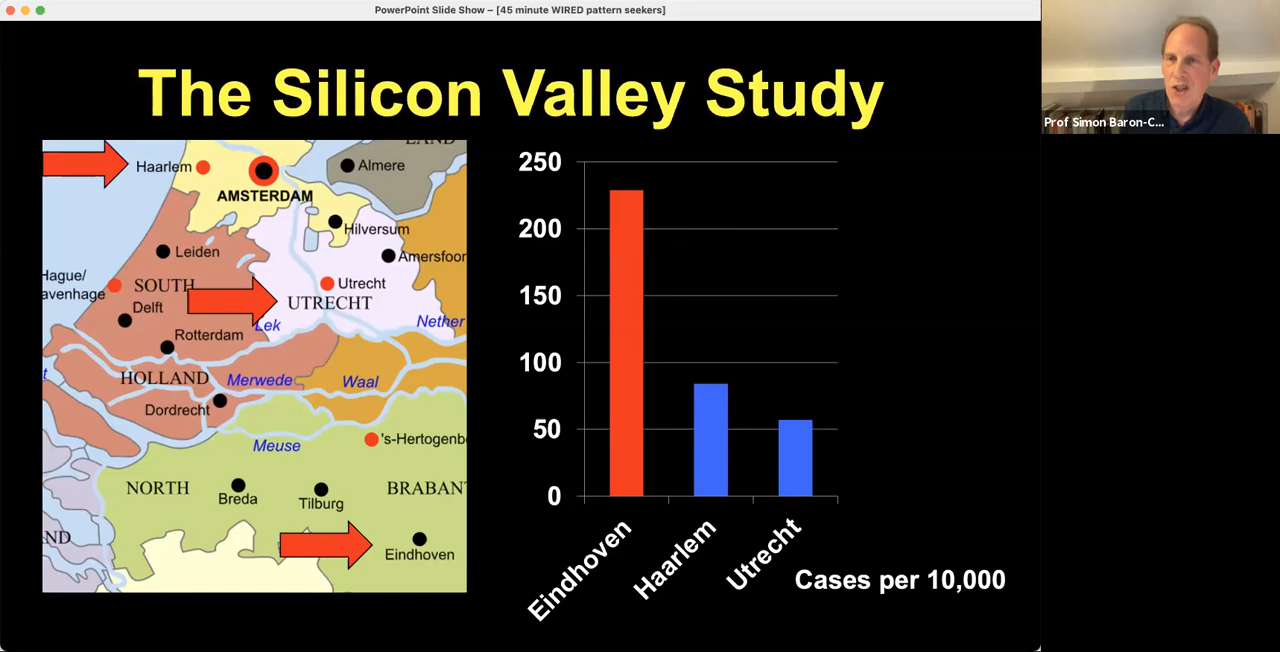 PowerPoint Slide Show – [45 minute WIRED pattern seekers]
Prof Simon Baron-C...
The Silicon Valley Study
LAND
Haarlem
Almere
AMSTERDAM
Hilversum
Leiden
Amersfoor
Hague/
avenhage
SOUTH
Utrecht
Delft
UTRECHT
Lek
Nether
Rotterdam
t
HOLLAND
Merwede
Waal
Dordrecht
Meuse
's-Hertogenb
NORTH
BRABANT
Breda
Tilburg
ND
Eindhoven
250
200
150
100
50
0
Eindhoven
Haarlem
Utrecht
Cases per 10,000